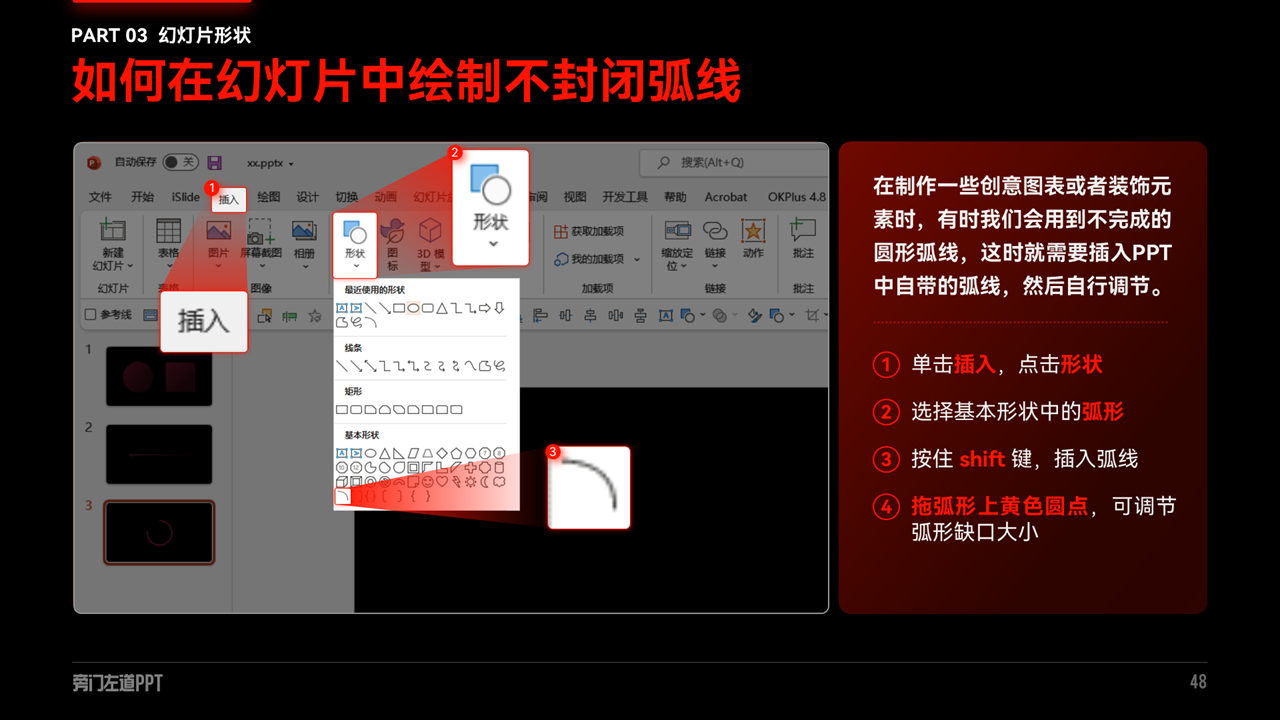 PART 03 幻灯片形状
如何在幻灯片中绘制不封闭弧线
自动保存 关 xx.pptx
搜索(Alt+Q)
文件 开始 iSlide 插入 绘图 设计 切换 动画 审阅 视图 开发工具 帮助 Acrobat OKPlus 4.8
1
2
形状
新建
幻灯片
表格
图片
屏幕截图
相册
形状
图
标
3D 模
型
获取加载项
我的加载项
缩放定
位
链接
动作
批注
幻灯片
表格
图像
加载项
链接
批注
参考线
插入
最近使用的形状
线条
矩形
基本形状
3
1
2
3
在制作一些创意图表或者装饰元
素时，有时我们会用到不完成的
圆形弧线，这时就需要插入PPT
中自带的弧线，然后自行调节。
1 单击插入，点击形状
2 选择基本形状中的弧形
3 按住 shift 键，插入弧线
4 拖弧形上黄色圆点，可调节
弧形缺口大小
旁门左道PPT
48